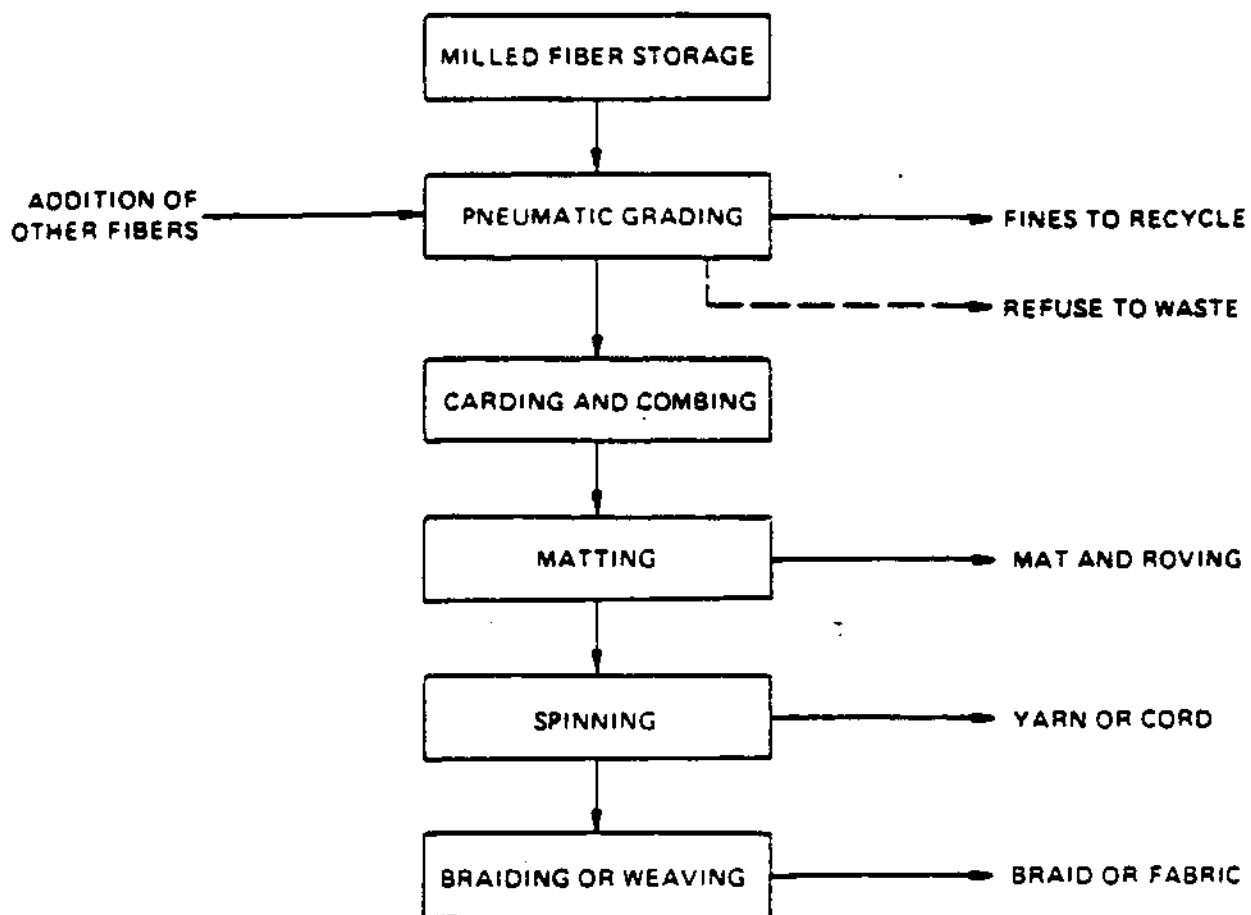 MILLED FIBER STORAGE
ADDITION OF
OTHER FIBERS
PNEUMATIC GRADING
FINES TO RECYCLE
REFUSE TO WASTE
CARDING AND COMBING
MATTING
MAT AND ROVING
SPINNING
YARN OR CORD
BRAIDING OR WEAVING
BRAID OR FABRIC